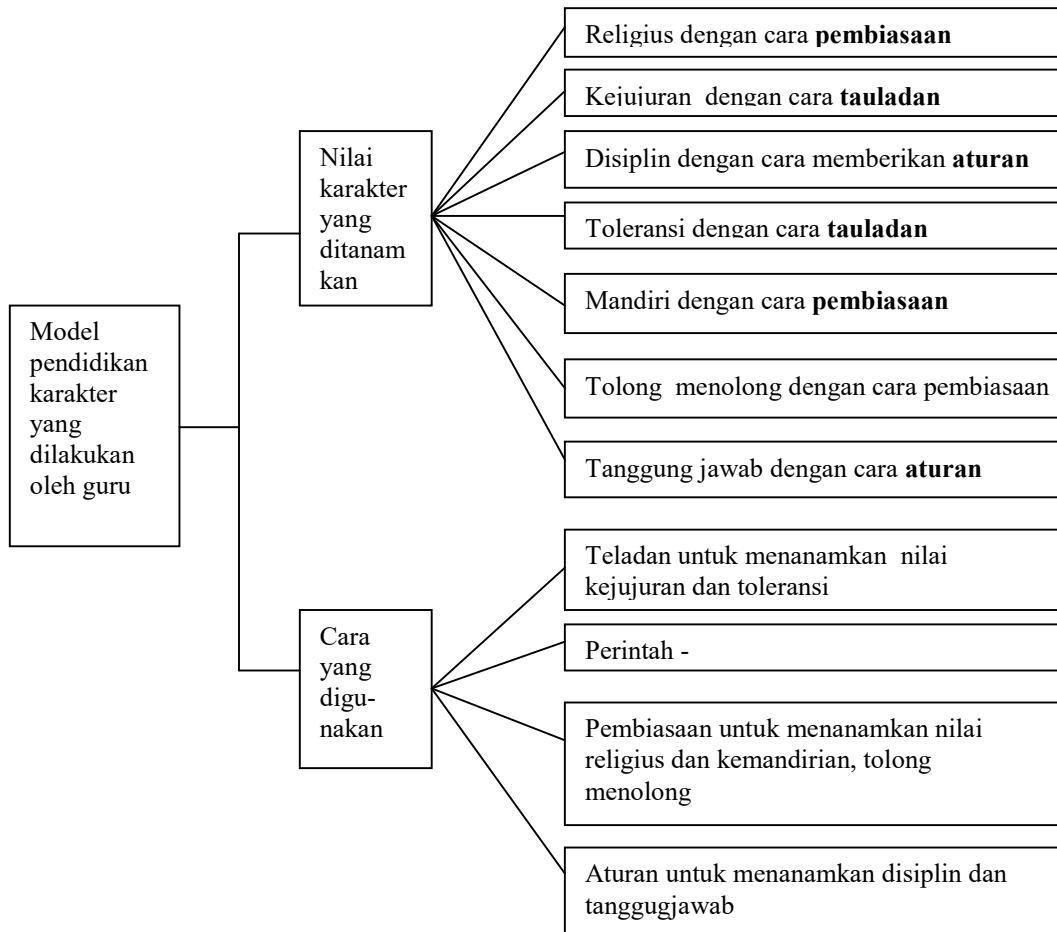 Model
pendidikan
karakter
yang
dilakukan
oleh guru
Nilai
karakter
yang
ditanam
kan
Religius dengan cara pembiasaan
Kejujuran  dengan cara tauladan
Disiplin dengan cara memberikan aturan
Toleransi dengan cara tauladan
Mandiri dengan cara pembiasaan
Tolong  menolong dengan cara pembiasaan
Tanggung jawab dengan cara aturan
Cara
yang
digu-
nakan
Teladan untuk menanamkan  nilai
kejujuran dan toleransi
Perintah -
Pembiasaan untuk menanamkan nilai
religius dan kemandirian, tolong
menolong
Aturan untuk menanamkan disiplin dan
tanggugjawab